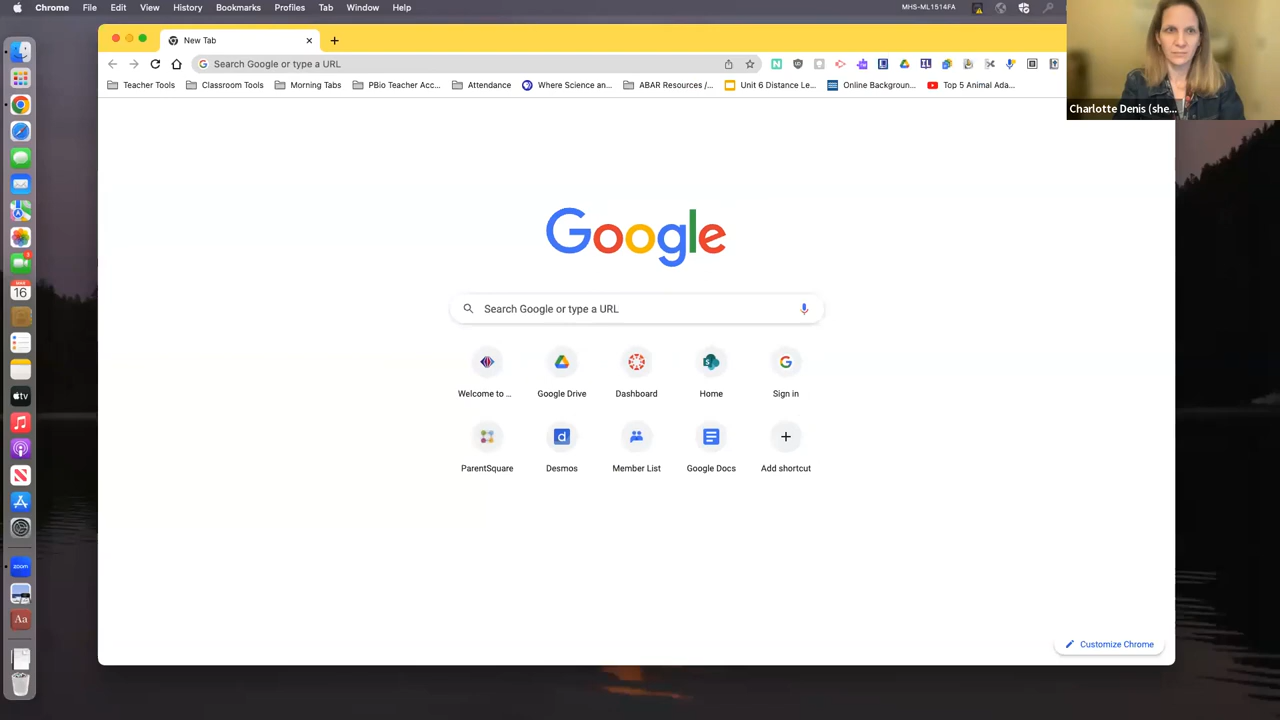 Chrome File Edit View History Bookmarks Profiles Tab Window Help MHS-ML1514FA
New Tab
Search Google or type a URL
Teacher Tools Classroom Tools Morning Tabs PBio Teacher Acc... Attendance Where Science an... ABAR Resources /... Unit 6 Distance Le... Online Backgroun... Top 5 Animal Ada...
Charlotte Denis (she...
Google
Search Google or type a URL
Welcome to ... Google Drive Dashboard Home Sign in
ParentSquare Desmos Member List Google Docs Add shortcut
Customize Chrome
16
tv
zoom
Aa